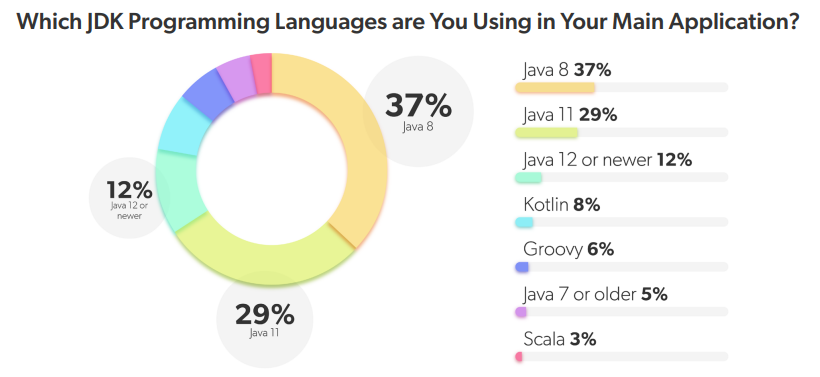 Which JDK Programming Languages are You Using in Your Main Application?
37%
Java 8
12%
Java 12 or
newer
29%
Java 11
Java 8 37%
Java 11 29%
Java 12 or newer 12%
Kotlin 8%
Groovy 6%
Java 7 or older 5%
Scala 3%